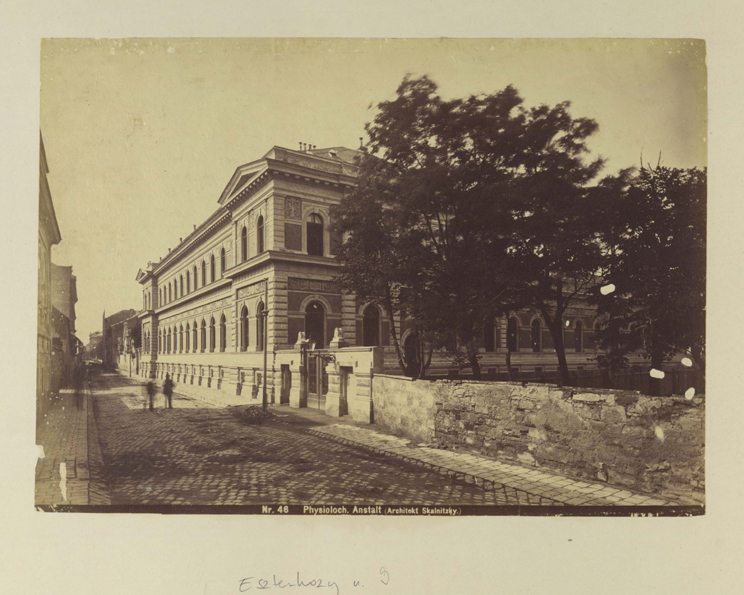 Nr. 46 Physioloch. Anstalt (Architekt Skalnitzky.)
Eszterhazy u. 9